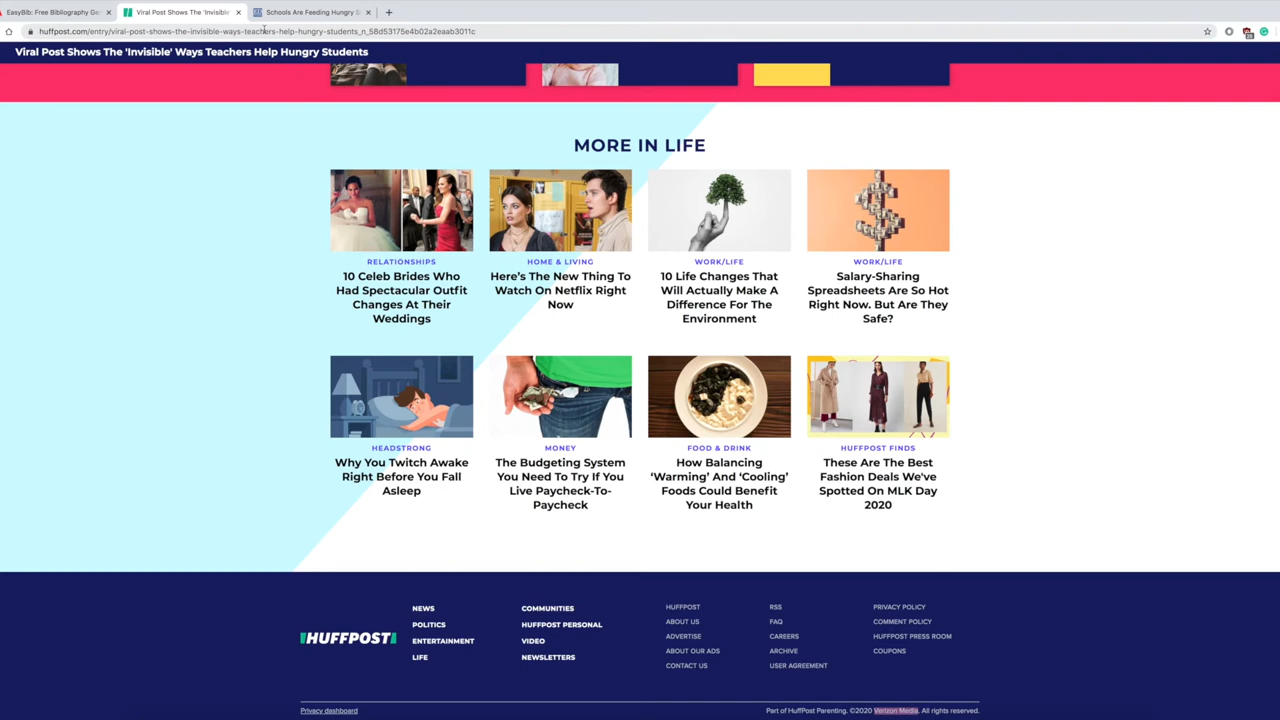 EasyBib: Free Bibliography Ge
Viral Post Shows The 'Invisible'
Schools Are Feeding Hungry S
huffpost.com/entry/viral-post-shows-the-invisible-ways-teachers-help-hungry-students_n_58d53175e4b02a2eaab3011c
Viral Post Shows The 'Invisible' Ways Teachers Help Hungry Students
MORE IN LIFE
RELATIONSHIPS
10 Celeb Brides Who
Had Spectacular Outfit
Changes At Their
Weddings
HOME & LIVING
Here's The New Thing To
Watch On Netflix Right
Now
WORK/LIFE
10 Life Changes That
Will Actually Make A
Difference For The
Environment
WORK/LIFE
Salary-Sharing
Spreadsheets Are So Hot
Right Now. But Are They
Safe?
HEADSTRONG
Why You Twitch Awake
Right Before You Fall
Asleep
MONEY
The Budgeting System
You Need To Try If You
Live Paycheck-To-
Paycheck
FOOD & DRINK
How Balancing
'Warming' And 'Cooling'
Foods Could Benefit
Your Health
HUFFPOST FINDS
These Are The Best
Fashion Deals We've
Spotted On MLK Day
2020
HUFFPOST
NEWS
POLITICS
ENTERTAINMENT
LIFE
COMMUNITIES
HUFFPOST PERSONAL
VIDEO
NEWSLETTERS
HUFFPOST
ABOUT US
ADVERTISE
ABOUT OUR ADS
CONTACT US
RSS
FAQ
CAREERS
ARCHIVE
USER AGREEMENT
PRIVACY POLICY
COMMENT POLICY
HUFFPOST PRESS ROOM
COUPONS
Privacy dashboard
Part of HuffPost Parenting. ©2020 Verizon Media. All rights reserved.